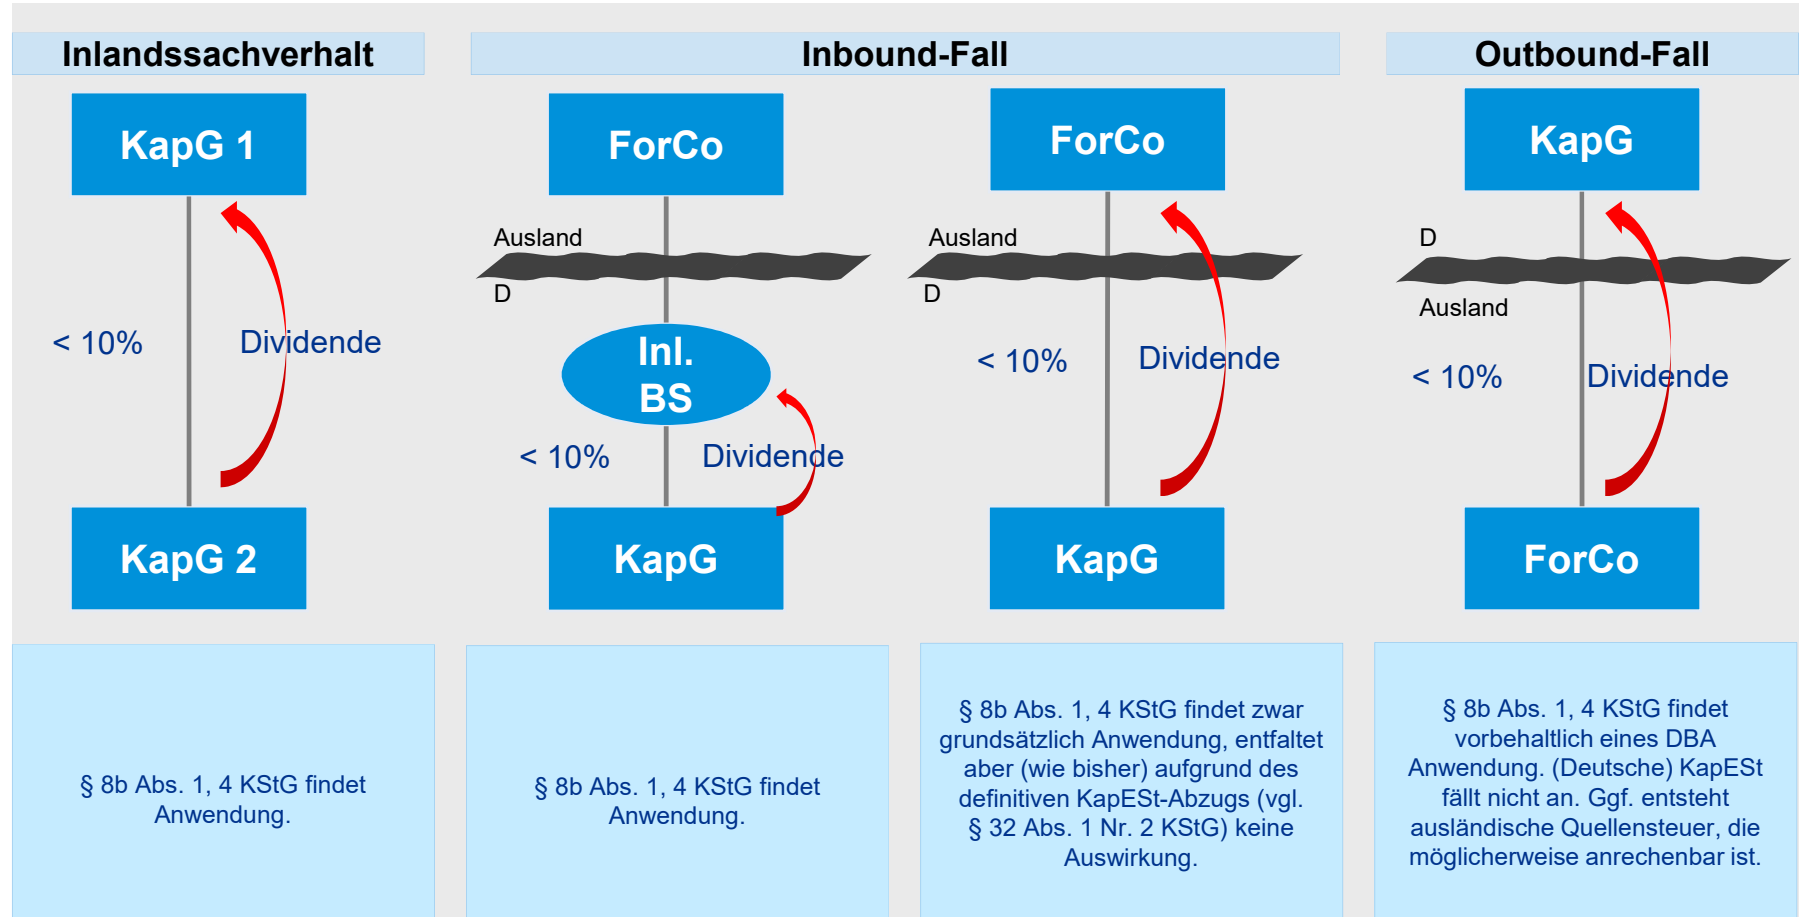 Inlandssachverhalt
KapG 1
< 10%
Dividende
KapG 2
§ 8b Abs. 1, 4 KStG findet
Anwendung.
Inbound-Fall
ForCo
Ausland
D
Inl.
BS
< 10%
Dividende
KapG
§ 8b Abs. 1, 4 KStG findet
Anwendung.
ForCo
Ausland
D
< 10%
Dividende
KapG
§ 8b Abs. 1, 4 KStG findet zwar
grundsätzlich Anwendung, entfaltet
aber (wie bisher) aufgrund des
definitiven KapESt-Abzugs (vgl.
§ 32 Abs. 1 Nr. 2 KStG) keine
Auswirkung.
Outbound-Fall
KapG
D
Ausland
< 10%
Dividende
ForCo
§ 8b Abs. 1, 4 KStG findet
vorbehaltlich eines DBA
Anwendung. (Deutsche) KapESt
fällt nicht an. Ggf. entsteht
ausländische Quellensteuer, die
möglicherweise anrechenbar ist.